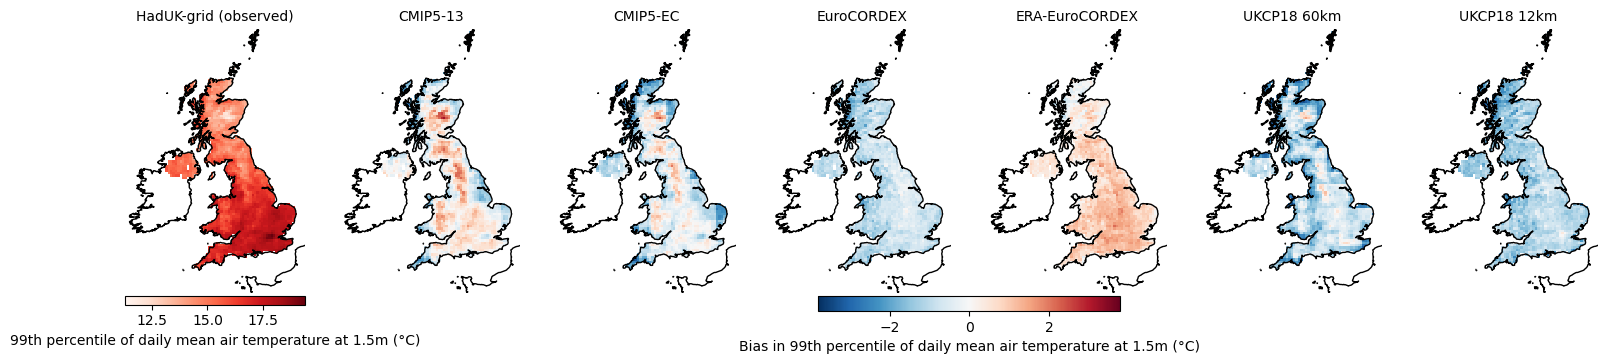 HadUK-grid (observed)
CMIP5-13
CMIP5-EC
EuroCORDEX
ERA-EuroCORDEX
UKCP18 60km
UKCP18 12km
12.5 15.0 17.5
99th percentile of daily mean air temperature at 1.5m (°C)
−2 0 2
Bias in 99th percentile of daily mean air temperature at 1.5m (°C)